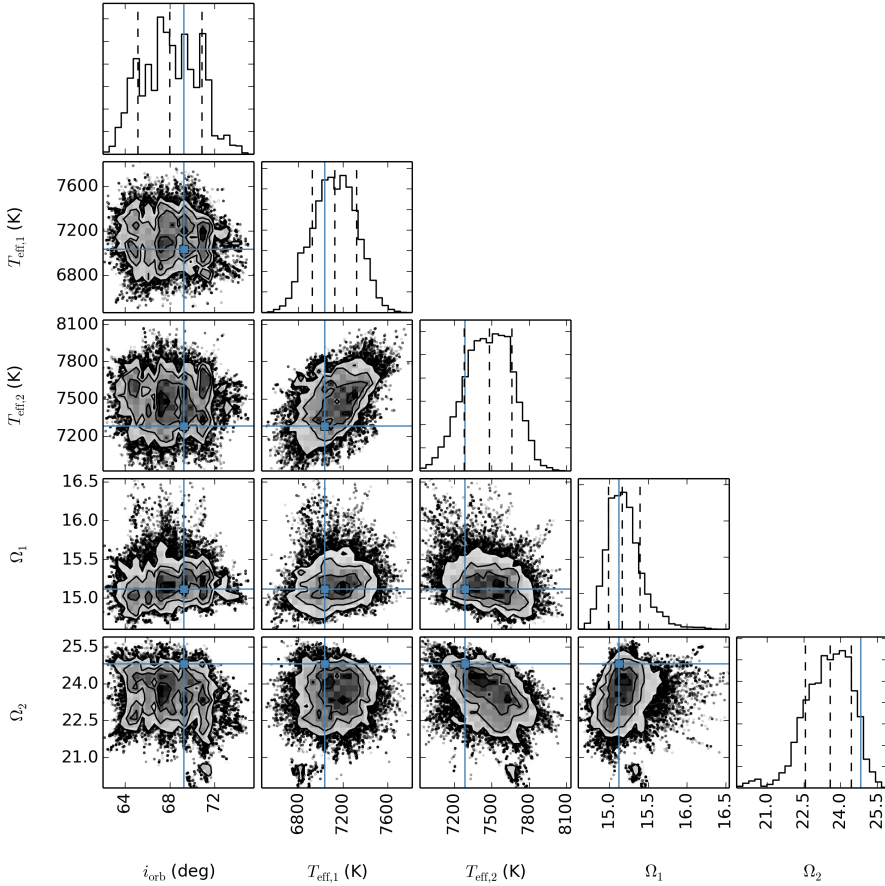 7600
7200
6800
T_eff,1 (K)
8100
7800
7500
7200
T_eff,2 (K)
16.5
16.0
15.5
15.0
Ω_1
25.5
24.0
22.5
21.0
Ω_2
64 68 72
6800 7200 7600
7200 7500 7800 8100
15.0 15.5 16.0 16.5
21.0 22.5 24.0 25.5
i_orb (deg) T_eff,1 (K) T_eff,2 (K) Ω_1 Ω_2